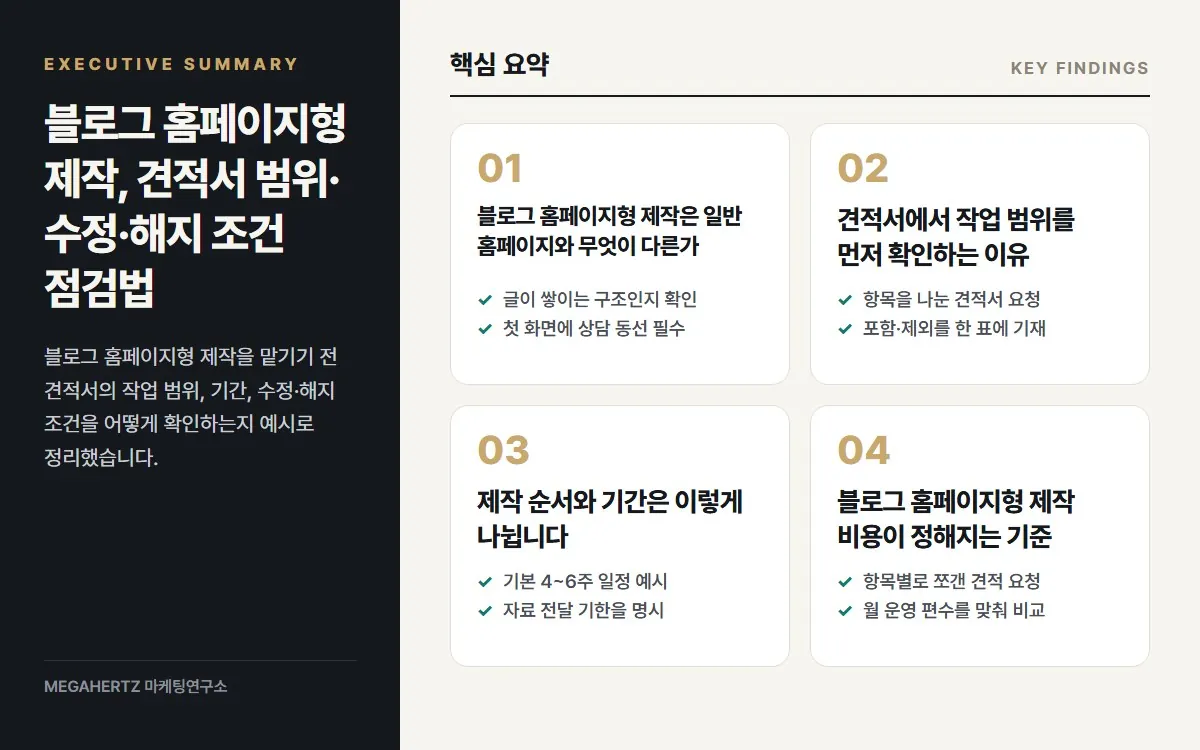 EXECUTIVE SUMMARY
블로그 홈페이지형
제작, 견적서 범위·
수정·해지 조건
점검법
블로그 홈페이지형 제작을 맡기기 전
견적서의 작업 범위, 기간, 수정·해지
조건을 어떻게 확인하는지 예시로
정리했습니다.
MEGAHERTZ 마케팅연구소
핵심 요약
KEY FINDINGS
01
블로그 홈페이지형 제작은 일반
홈페이지와 무엇이 다른가
글이 쌓이는 구조인지 확인
첫 화면에 상담 동선 필수
02
견적서에서 작업 범위를
먼저 확인하는 이유
항목을 나눈 견적서 요청
포함·제외를 한 표에 기재
03
제작 순서와 기간은 이렇게
나뉩니다
기본 4~6주 일정 예시
자료 전달 기한을 명시
04
블로그 홈페이지형 제작
비용이 정해지는 기준
항목별로 쪼갠 견적 요청
월 운영 편수를 맞춰 비교